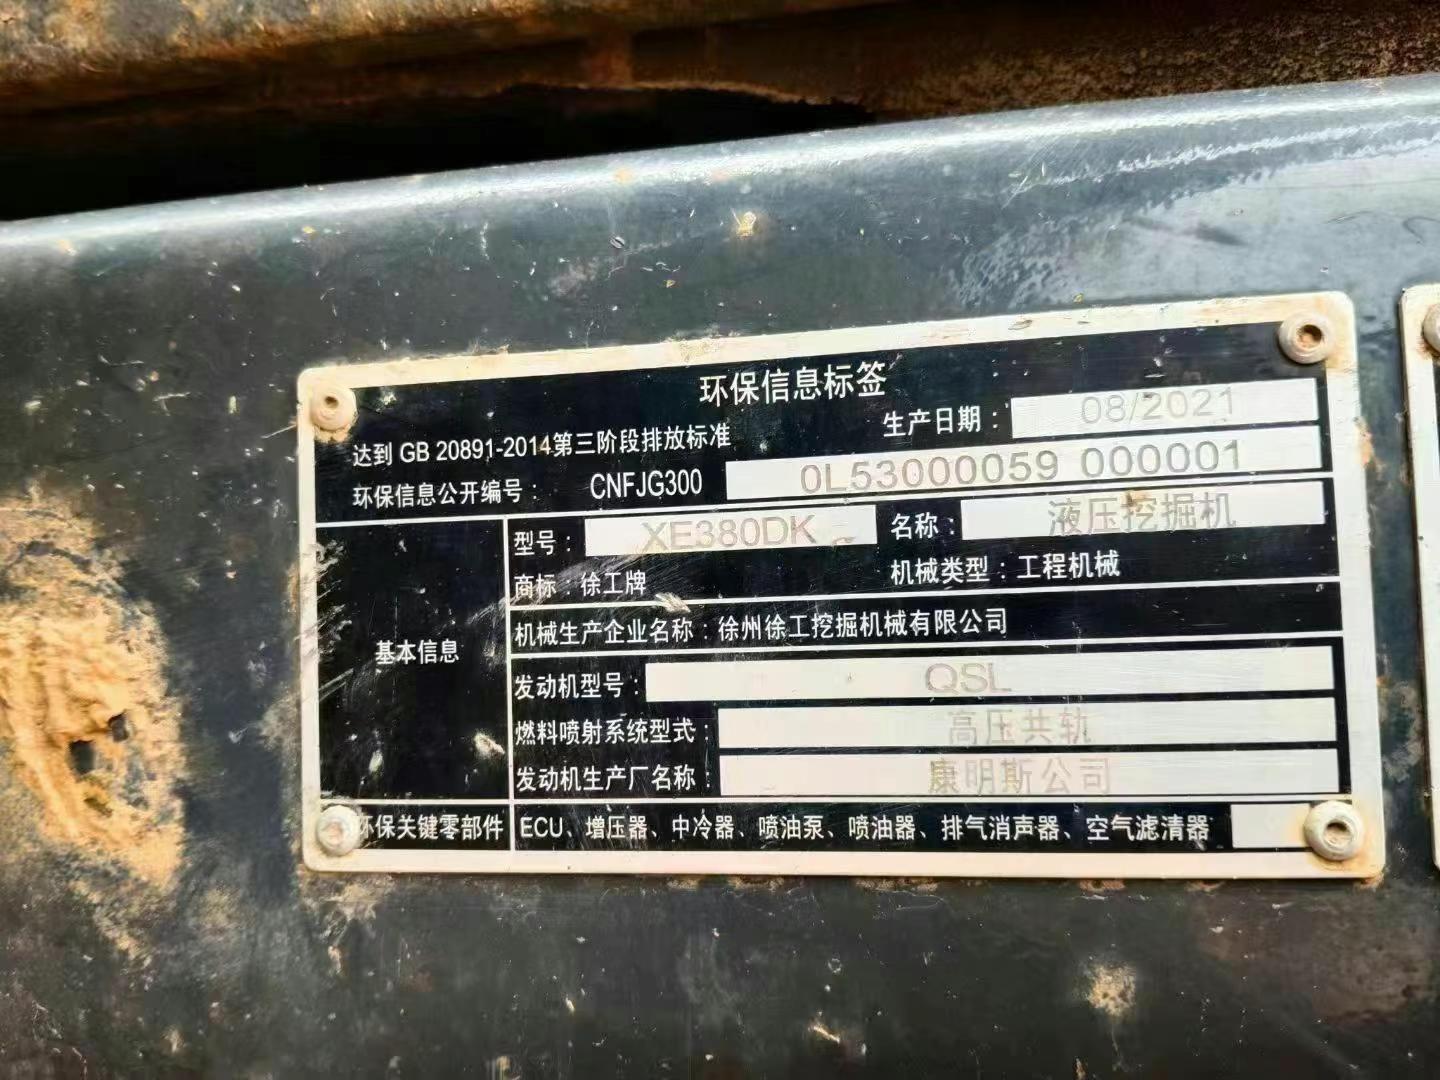 环保信息标签
达到 GB 20891-2014第三阶段排放标准 生产日期：08/2021
环保信息公开编号： CNFJG300 0L53000059 000001
基本信息
型号：XE380DK 名称：液压挖掘机
商标：徐工牌 机械类型：工程机械
机械生产企业名称：徐州徐工挖掘机械有限公司
发动机型号：QSL
燃料喷射系统型式：高压共轨
发动机生产厂名称：康明斯公司
环保关键零部件 ECU、增压器、中冷器、喷油泵、喷油器、排气消声器、空气滤清器